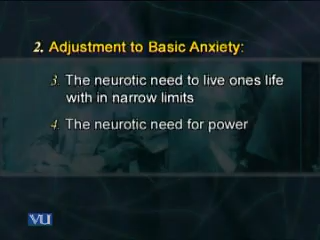 2. Adjustment to Basic Anxiety:
3. The neurotic need to live ones life
with in narrow limits
4. The neurotic need for power
VU